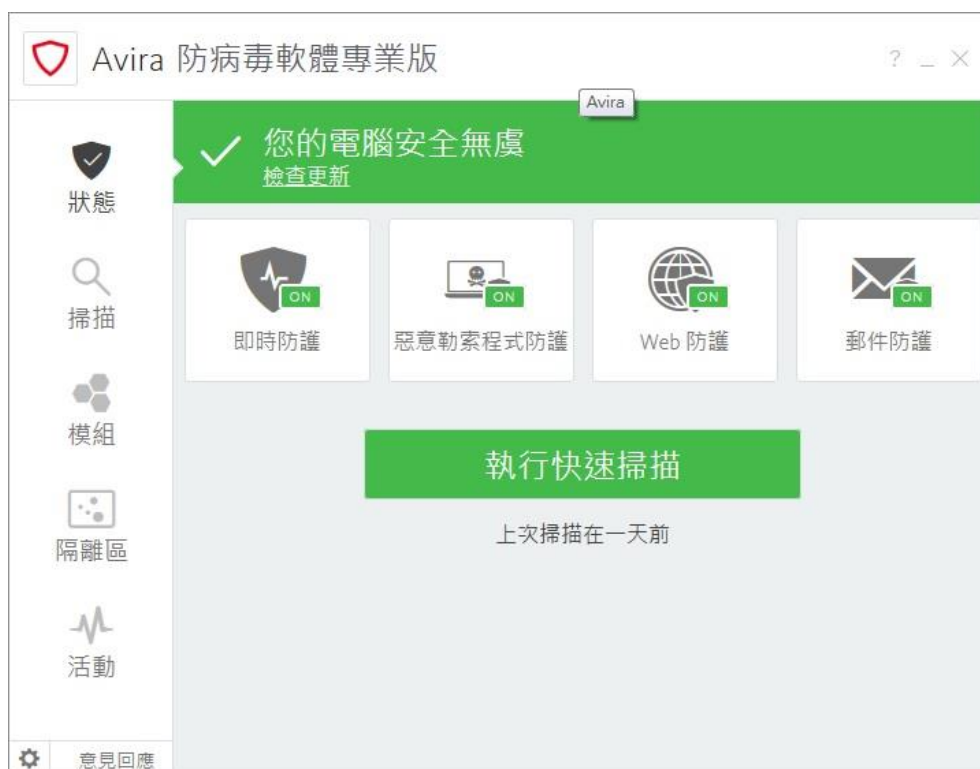 Avira 防病毒軟體專業版
?
Avira
您的電腦安全無虞
檢查更新
狀態
掃描
模組
隔離區
活動
意見回應
ON
即時防護
ON
惡意勒索程式防護
ON
Web 防護
ON
郵件防護
執行快速掃描
上次掃描在一天前